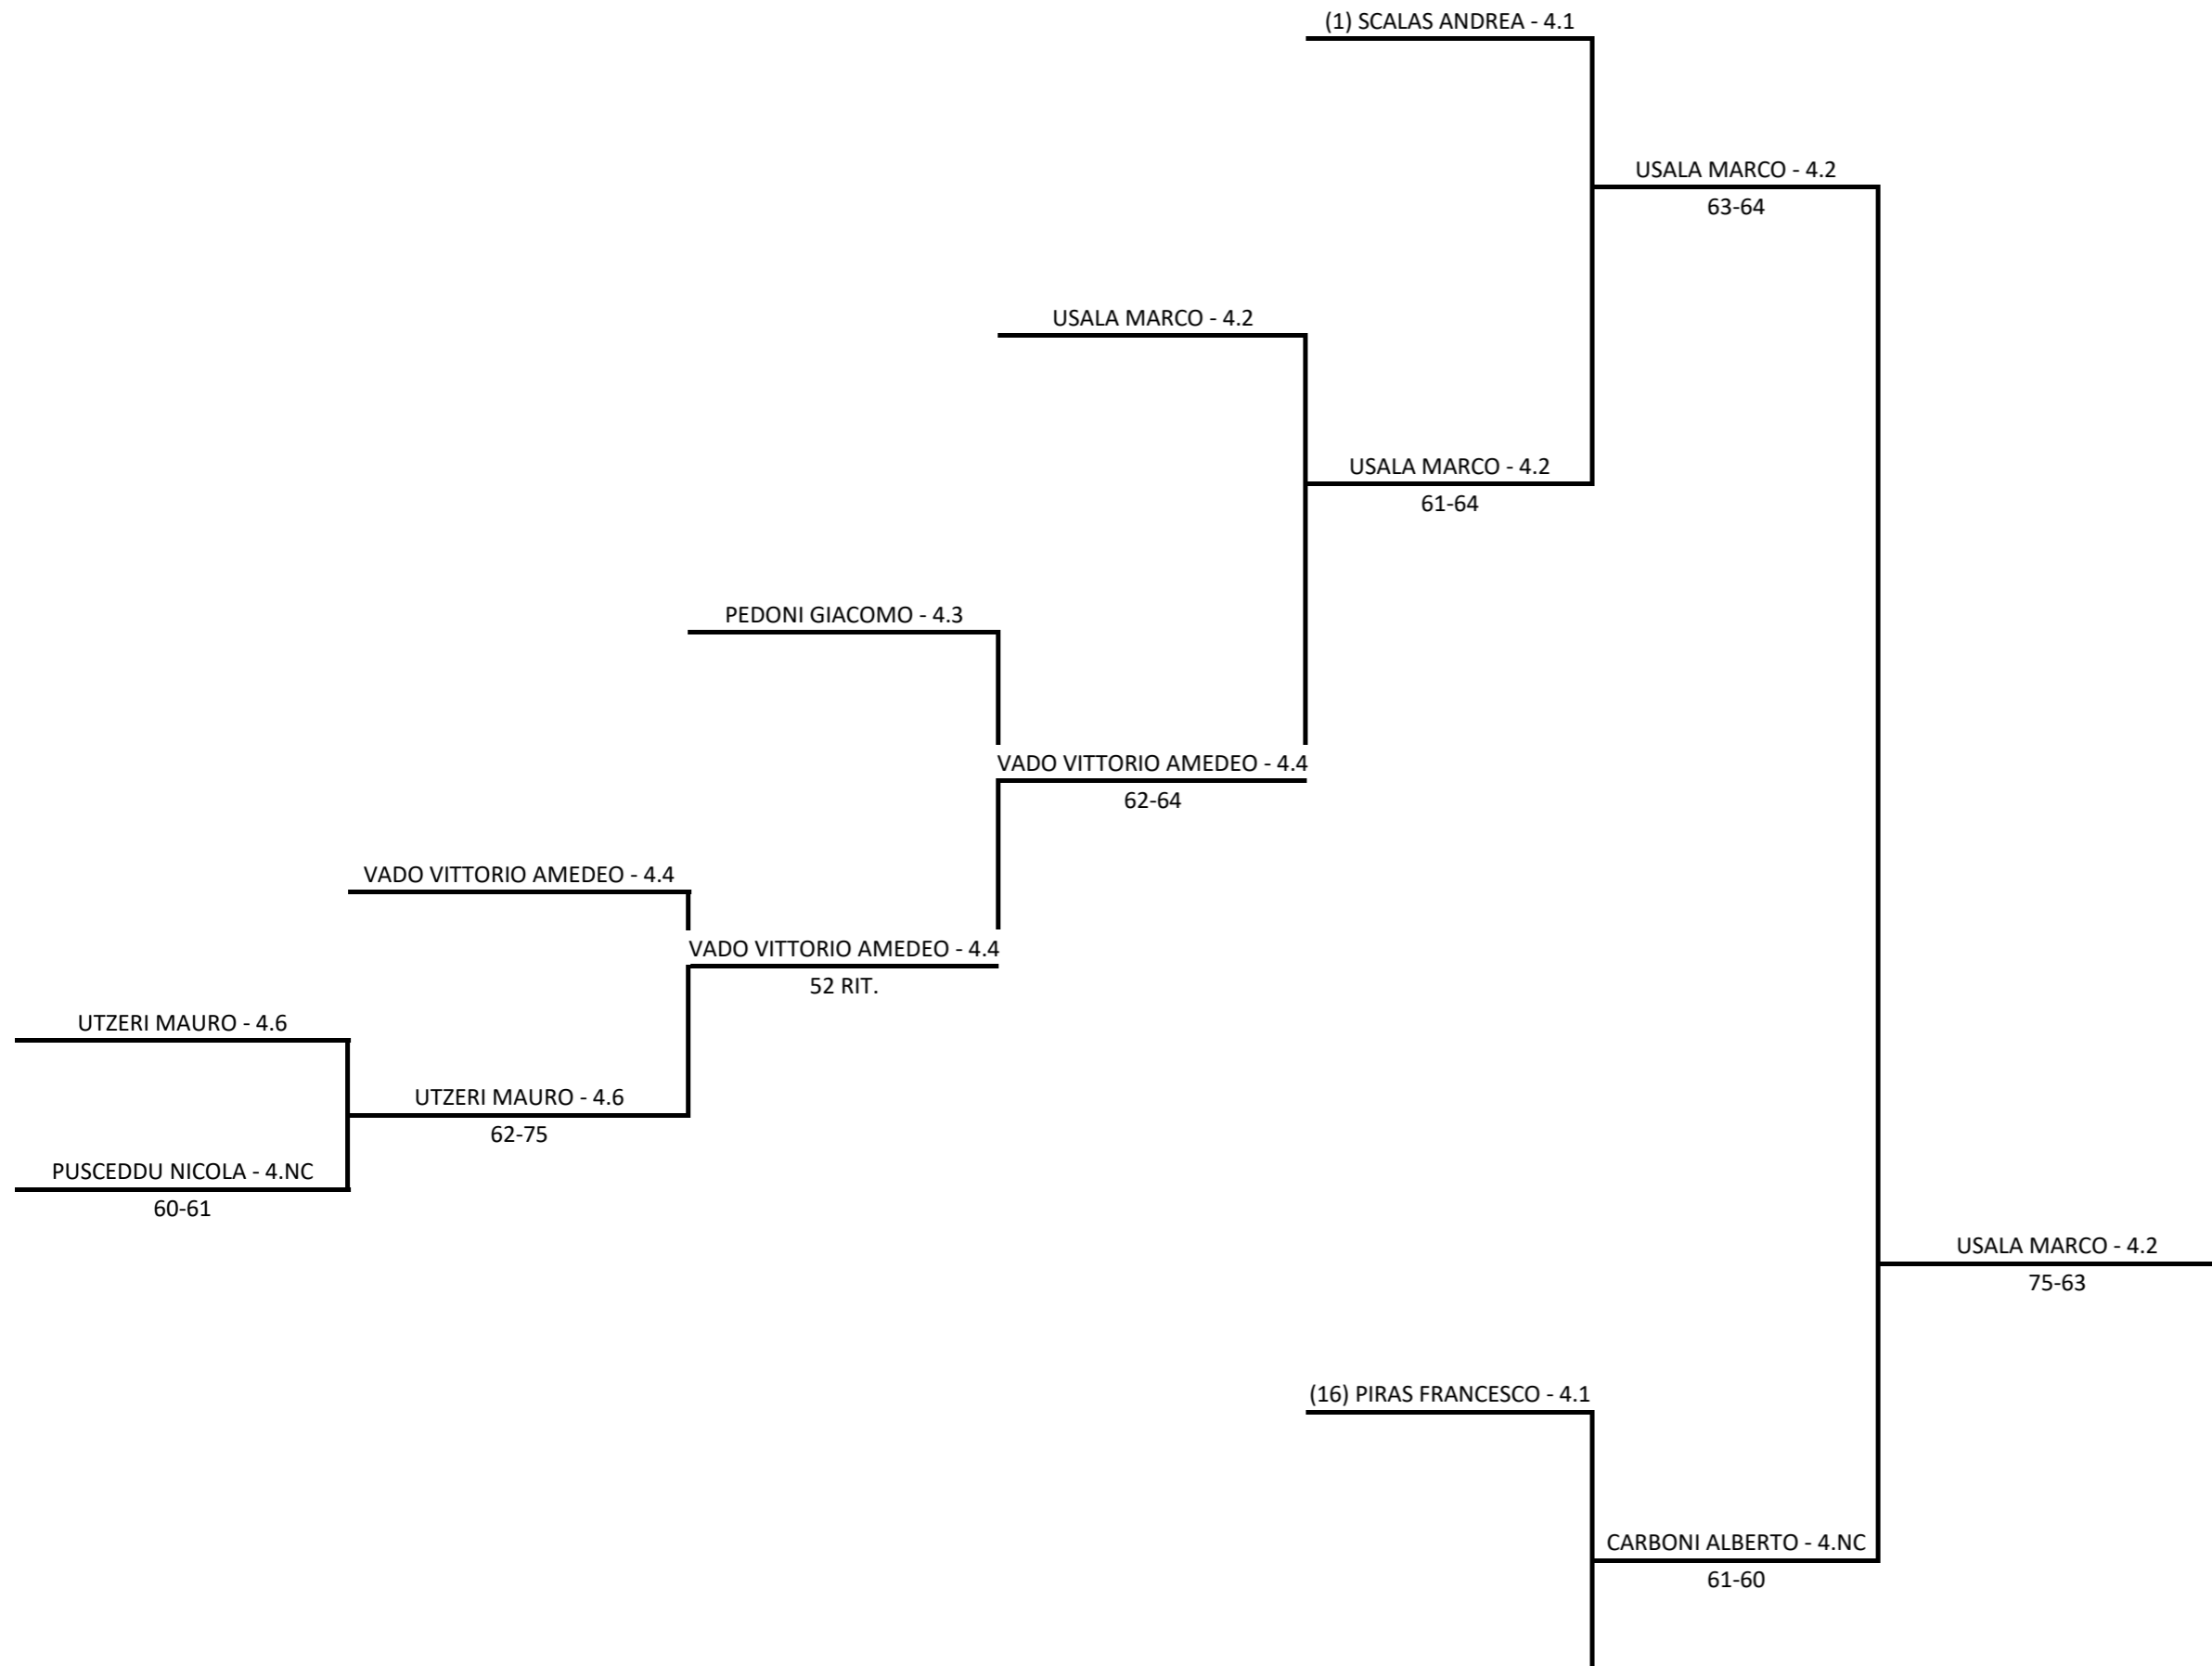 (1) SCALAS ANDREA - 4.1
USALA MARCO - 4.2
63-64
USALA MARCO - 4.2
USALA MARCO - 4.2
61-64
PEDONI GIACOMO - 4.3
VADO VITTORIO AMEDEO - 4.4
62-64
VADO VITTORIO AMEDEO - 4.4
VADO VITTORIO AMEDEO - 4.4
52 RIT.
UTZERI MAURO - 4.6
UTZERI MAURO - 4.6
62-75
PUSCEDDU NICOLA - 4.NC
60-61
USALA MARCO - 4.2
75-63
(16) PIRAS FRANCESCO - 4.1
CARBONI ALBERTO - 4.NC
61-60